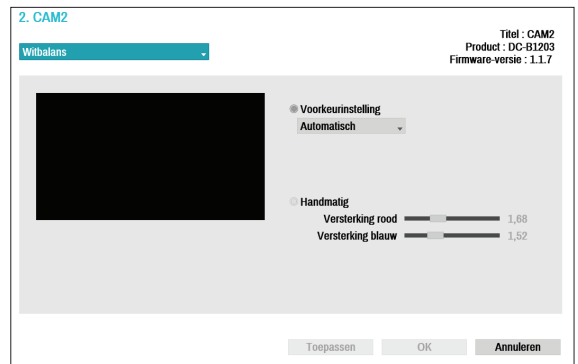 2. CAM2
Titel : CAM2
Witbalans
Product : DC-B1203
Firmware-versie : 1.1.7
Voorkeurinstelling
Automatisch
Handmatig
Versterking rood 1,68
Versterking blauw 1,52
Toepassen OK Annuleren